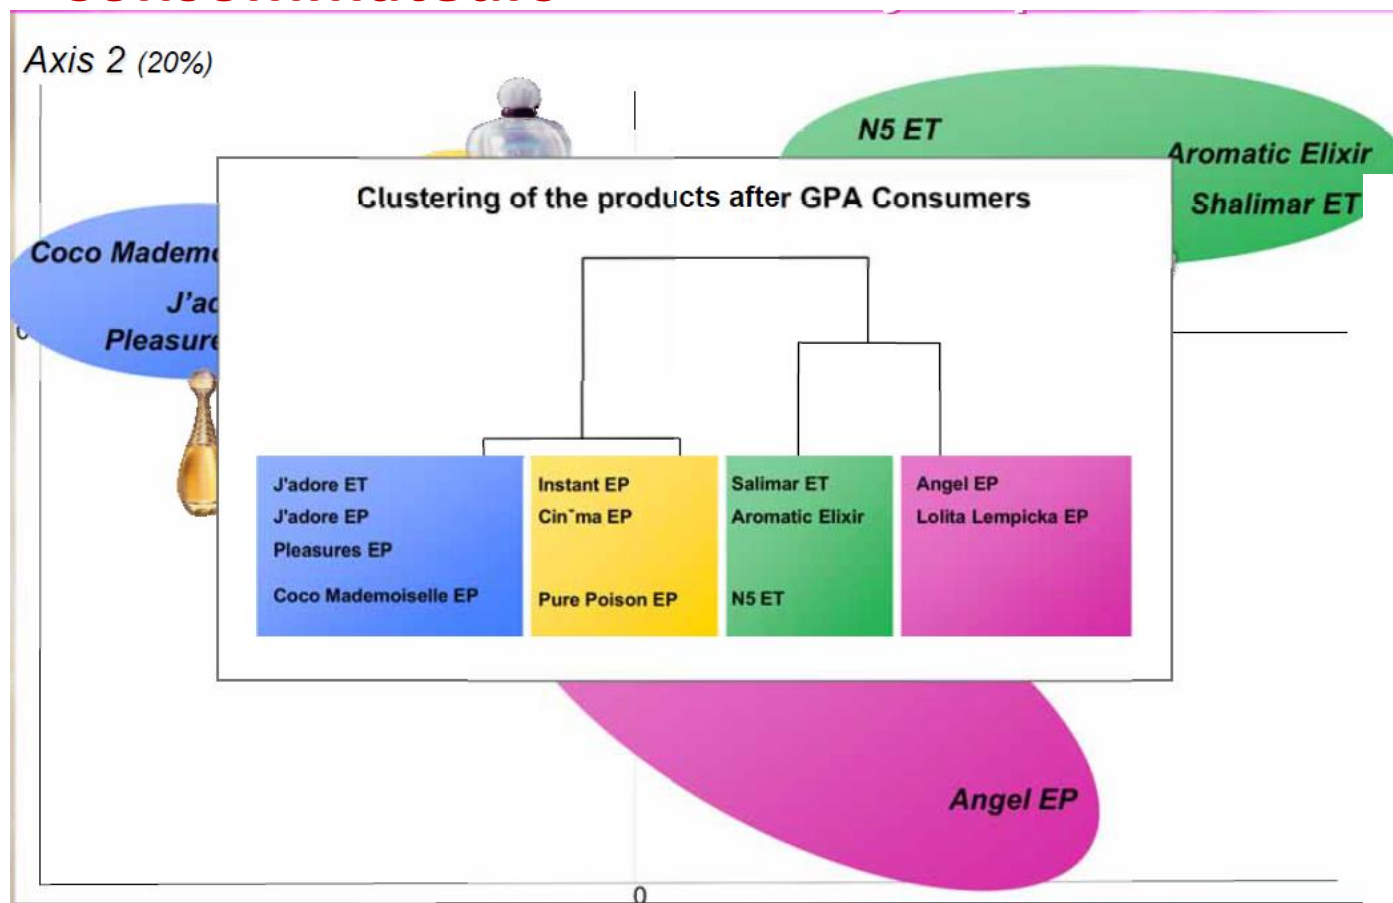 consommateurs
Axis 2 (20%)
N5 ET
Aromatic Elixir
Shalimar ET
Coco Madem
J'ad
Pleasure
0
Clustering of the products after GPA Consumers
J'adore ET
J'adore EP
Pleasures EP
Coco Mademoiselle EP
Instant EP
Cin˜ma EP
Pure Poison EP
Salimar ET
Aromatic Elixir
N5 ET
Angel EP
Lolita Lempicka EP
Angel EP
0